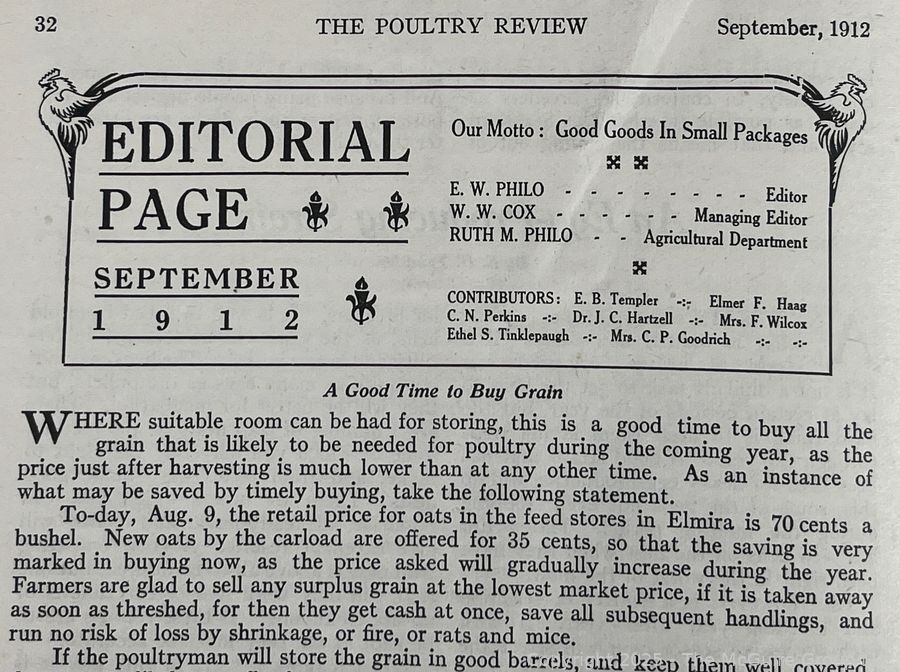 32 THE POULTRY REVIEW September, 1912
EDITORIAL
PAGE
SEPTEMBER
1 9 1 2
Our Motto: Good Goods In Small Packages
E. W. PHILO - - - - - - - - Editor
W. W. COX - - - - - Managing Editor
RUTH M. PHILO - - Agricultural Department
CONTRIBUTORS: E. B. Templer -:- Elmer F. Haag
C. N. Perkins -:- Dr. J. C. Hartzell -:- Mrs. F. Wilcox
Ethel S. Tinklepaugh -:- Mrs. C. P. Goodrich -:- -:-
A Good Time to Buy Grain
WHERE suitable room can be had for storing, this is a good time to buy all the
grain that is likely to be needed for poultry during the coming year, as the
price just after harvesting is much lower than at any other time. As an instance of
what may be saved by timely buying, take the following statement.
To-day, Aug. 9, the retail price for oats in the feed stores in Elmira is 70 cents a
bushel. New oats by the carload are offered for 35 cents, so that the saving is very
marked in buying now, as the price asked will gradually increase during the year.
Farmers are glad to sell any surplus grain at the lowest market price, if it is taken away
as soon as threshed, for then they get cash at once, save all subsequent handlings, and
run no risk of loss by shrinkage, or fire, or rats and mice.
If the poultryman will store the grain in good barrels, and keep them well covered